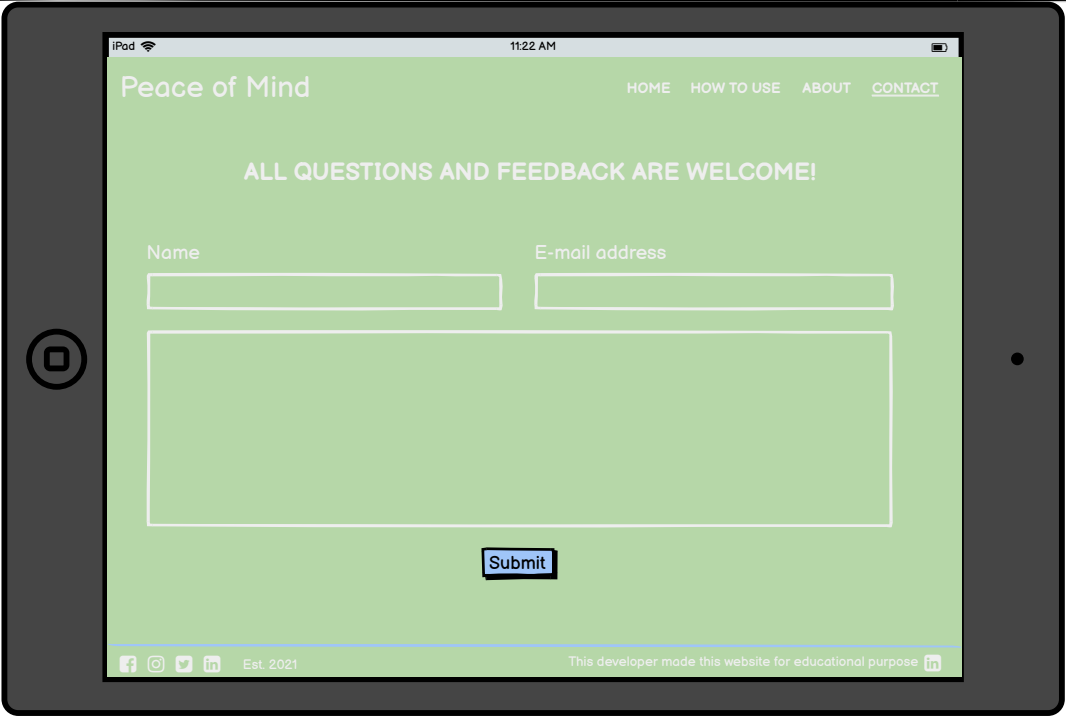 iPad 11:22 AM
Peace of Mind HOME HOW TO USE ABOUT CONTACT
ALL QUESTIONS AND FEEDBACK ARE WELCOME!
Name E-mail address
Submit
Est. 2021 This developer made this website for educational purpose